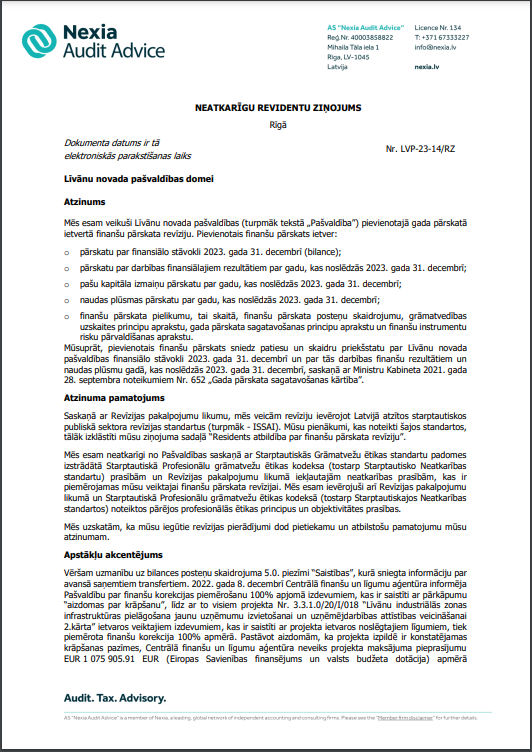 Nexia
Audit Advice
AS "Nexia Audit Advice"
Reģ.Nr. 40003858822
Mihaila Tāla iela 1
Rīga, LV-1045
Latvija
Licence Nr. 134
T: +371 67333227
info@nexia.lv
nexia.lv
NEATKARĪGU REVIDENTU ZIŅOJUMS
Rīgā
Dokumenta datums ir tā
elektroniskās parakstīšanas laiks
Nr. LVP-23-14/RZ
Līvānu novada pašvaldības domei
Atzinums
Mēs esam veikuši Līvānu novada pašvaldības (turpmāk tekstā „Pašvaldība”) pievienotajā gada pārskatā
ietvertā finanšu pārskata revīziju. Pievienotais finanšu pārskats ietver:
o pārskatu par finansiālo stāvokli 2023. gada 31. decembrī (bilance);
o pārskatu par darbības finansiālajiem rezultātiem par gadu, kas noslēdzās 2023. gada 31. decembrī;
o pašu kapitāla izmaiņu pārskatu par gadu, kas noslēdzās 2023. gada 31. decembrī;
o naudas plūsmas pārskatu par gadu, kas noslēdzās 2023. gada 31. decembrī;
o finanšu pārskata pielikumu, tai skaitā, finanšu pārskata posteņu skaidrojumu, grāmatvedības
uzskaites principu aprakstu, gada pārskata sagatavošanas principu aprakstu un finanšu instrumentu
risku pārvaldīšanas aprakstu.
Mūsuprāt, pievienotais finanšu pārskats sniedz patiesu un skaidru priekšstatu par Līvānu novada
pašvaldības finansiālo stāvokli 2023. gada 31. decembrī un par tās darbības finanšu rezultātiem un
naudas plūsmu gadā, kas noslēdzās 2023. gada 31. decembrī, saskaņā ar Ministru Kabineta 2021. gada
28. septembra noteikumiem Nr. 652 „Gada pārskata sagatavošanas kārtība”.
Atzinuma pamatojums
Saskaņā ar Revīzijas pakalpojumu likumu, mēs veicām revīziju ievērojot Latvijā atzītos starptautiskos
publiskā sektora revīzijas standartus (turpmāk - ISSAI). Mūsu pienākumi, kas noteikti šajos standartos,
tālāk izklāstīti mūsu ziņojuma sadaļā “Residents atbildība par finanšu pārskata revīziju”.
Mēs esam neatkarīgi no Pašvaldības saskaņā ar Starptautiskās Grāmatvežu ētikas standartu padomes
izstrādātā Starptautiskā Profesionālu grāmatvežu ētikas kodeksa (tostarp Starptautisko Neatkarības
standartu) prasībām un Revīzijas pakalpojumu likumā iekļautajām neatkarības prasībām, kas ir
piemērojamas mūsu veiktajai finanšu pārskata revīzijai. Mēs esam ievērojuši arī Revīzijas pakalpojumu
likumā un Starptautiskā Profesionālu grāmatvežu ētikas kodeksā (tostarp Starptautiskajos Neatkarības
standartos) noteiktos pārējos profesionālās ētikas principus un objektivitātes prasības.
Mēs uzskatām, ka mūsu iegūtie revīzijas pierādījumi dod pietiekamu un atbilstošu pamatojumu mūsu
atzinumam.
Apstākļu akcentējums
Vēršam uzmanību uz bilances posteņu skaidrojuma 5.0. piezīmi “Saistības”, kurā sniegta informāciju par
avansā saņemtiem transfertiem. 2022. gada 8. decembrī Centrālā finanšu un līgumu aģentūra informēja
Pašvaldību par finanšu korekcijas piemērošanu 100% apjomā izdevumiem, kas ir saistīti ar pārkāpumu
“aizdomas par krāpšanu”, līdz ar to visiem projekta Nr. 3.3.1.0/20/I/018 “Līvānu industriālās zonas
infrastruktūras pielāgošana jaunu uzņēmumu izvietošanai un uzņēmējdarbības attīstības veicināšanai
2.kārta” ietvaros veiktajiem izdevumiem, kas ir saistīti ar projekta ietvaros noslēgtajiem līgumiem, tiek
piemērota finanšu korekcija 100% apmērā. Pastāvot aizdomām, ka projekta izpildē ir konstatējamas
krāpšanas pazīmes, Centrālā finanšu un līgumu aģentūra neveiks projekta maksājuma pieprasījumu
EUR 1 075 905.91 EUR (Eiropas Savienības finansējums un valsts budžeta dotācija) apmērā
Audit. Tax. Advisory.
AS "Nexia Audit Advice" is a member of Nexia, a leading, global network of independent accounting and consulting firms. Please see the "Member firm disclaimer" for further details.